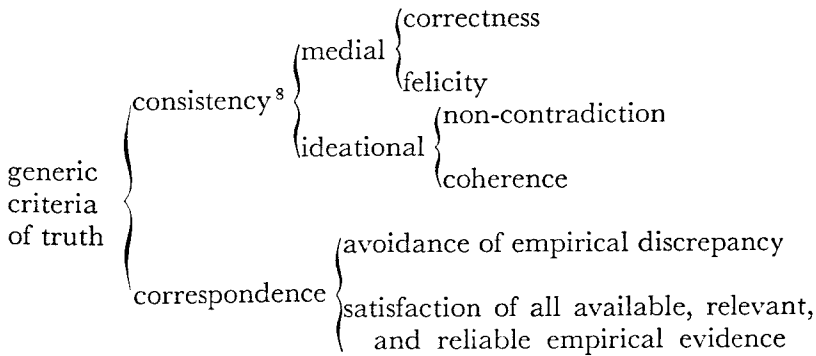 correctness
medial
felicity
consistency⁸
non-contradiction
ideational
coherence
generic
criteria
of truth
avoidance of empirical discrepancy
correspondence
satisfaction of all available, relevant,
and reliable empirical evidence